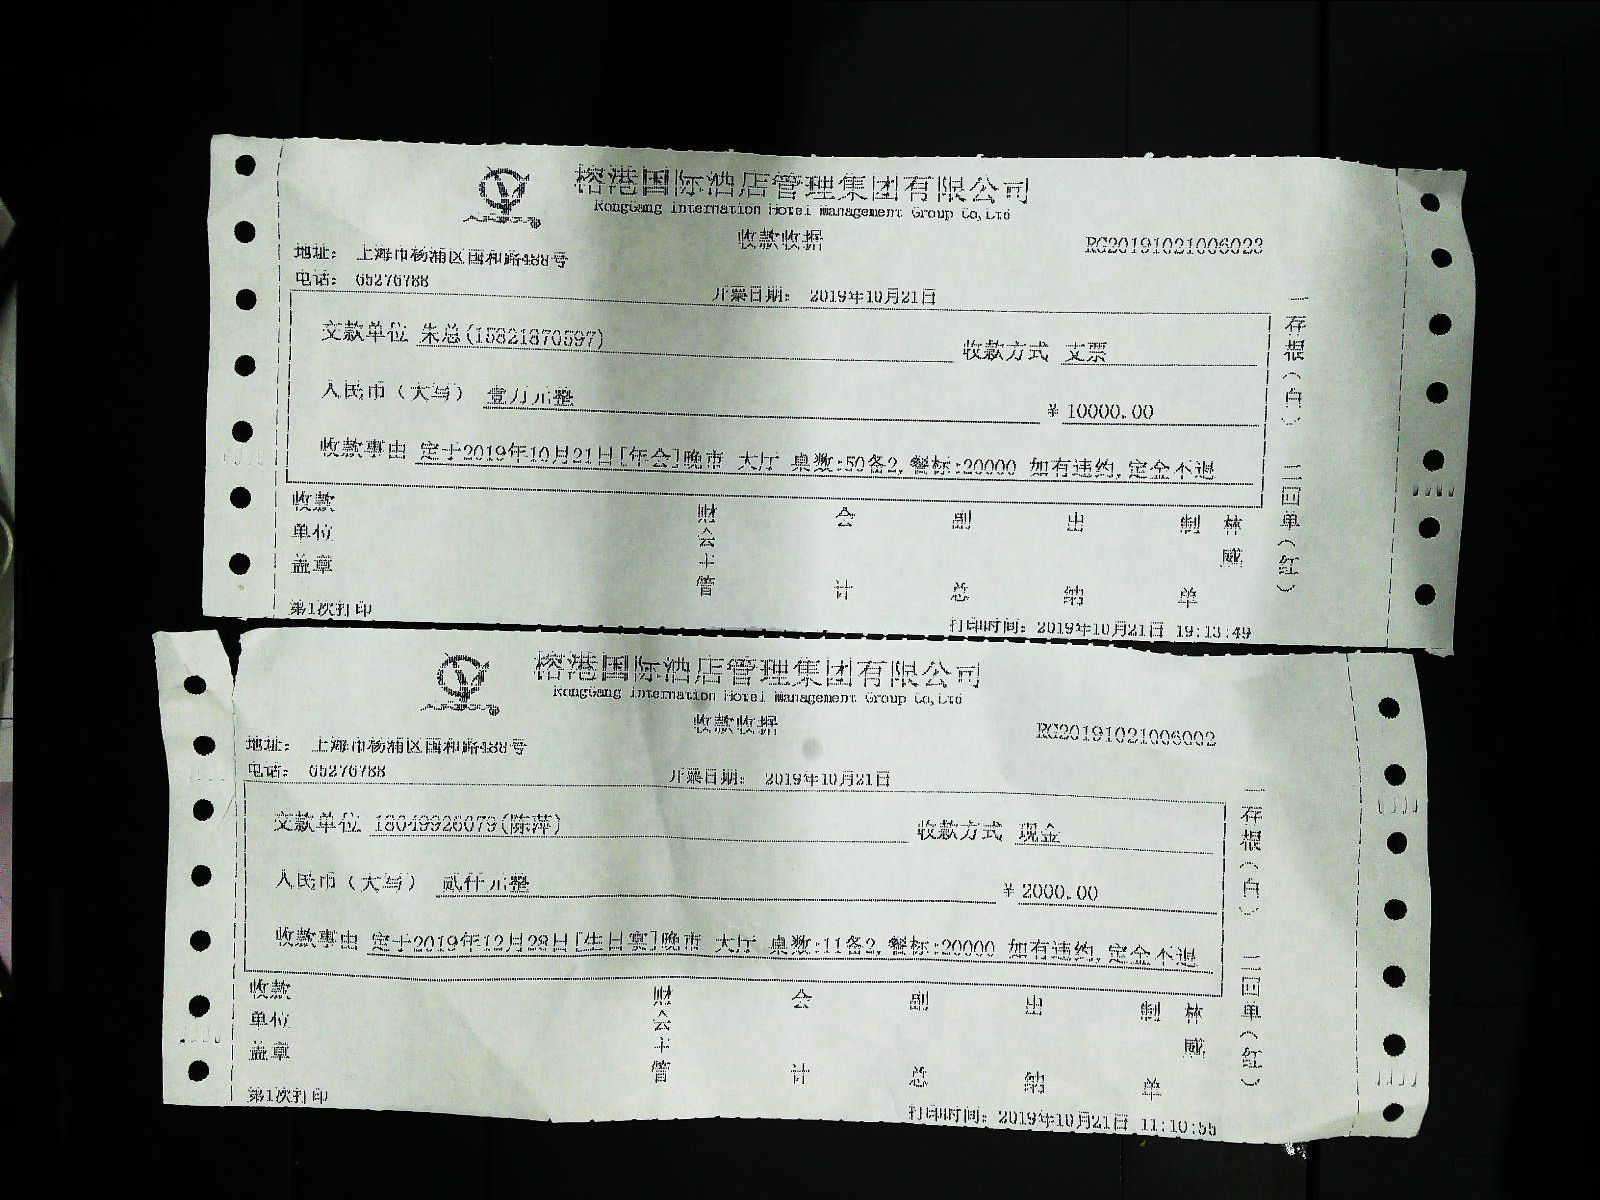 榕港国际酒店管理集团有限公司
RongGang Internation Hotel Management Group Co,Ltd
收款收据
RG20191021006023
地址： 上海市杨浦区国和路488号
电话： 65276788
开票日期： 2019年10月21日
交款单位 朱总(15821870597)
收款方式 支票
人民币（大写） 壹万元整
¥ 10000.00
收款事由 定于2019年10月21日[年会]晚市 大厅 桌数:50备2,餐标:20000 如有违约,定金不退
收款单位盖章
财会主管
会计
副总
出纳
制单
林威
一存根（白） 二回单（红）
第1次打印
打印时间：2019年10月21日 19:13:49
榕港国际酒店管理集团有限公司
RongGang Internation Hotel Management Group Co,Ltd
收款收据
RG20191021006002
地址： 上海市杨浦区国和路488号
电话： 65276788
开票日期： 2019年10月21日
交款单位 18049926079(陈萍)
收款方式 现金
人民币（大写） 贰仟元整
¥ 2000.00
收款事由 定于2019年12月28日[生日宴]晚市 大厅 桌数:11备2,餐标:20000 如有违约,定金不退
收款单位盖章
财会主管
会计
副总
出纳
制单
林威
一存根（白） 二回单（红）
第1次打印
打印时间：2019年10月21日 11:10:55